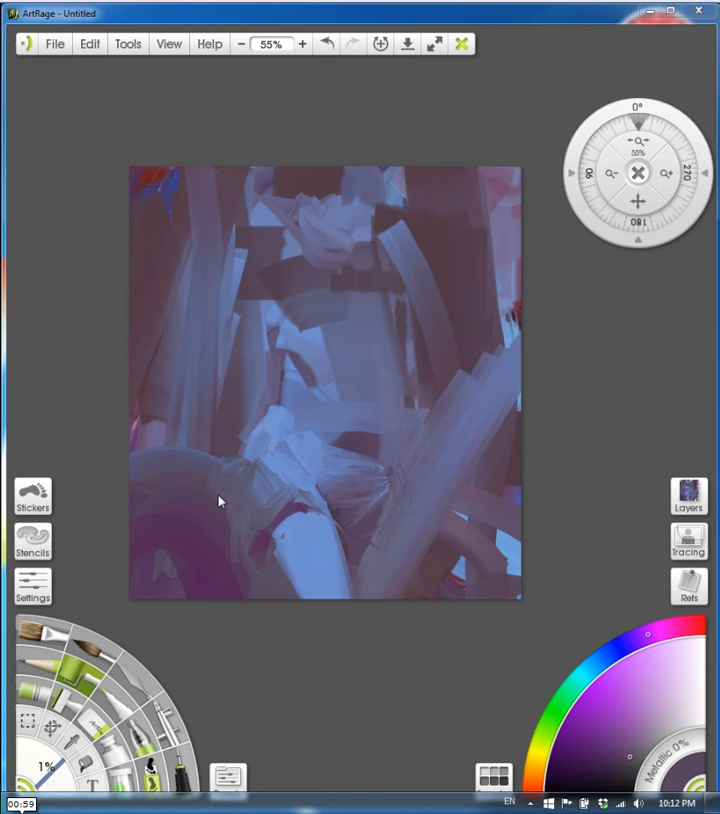 ArtRage - Untitled
File Edit Tools View Help - 55% +
0°
55%
90
270
180
Stickers
Stencils
Settings
Layers
Tracing
Refs
1%
T
Metallic 0%
00:59
EN
10:12 PM